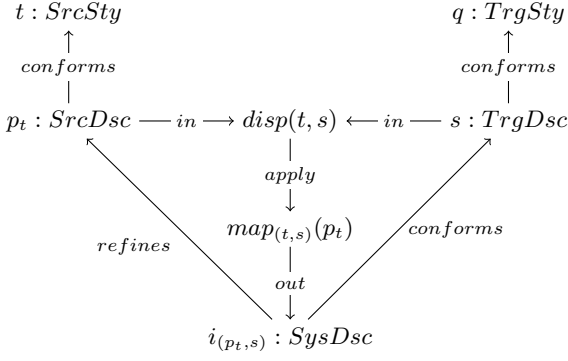 t : SrcSty q : TrgSty
conforms conforms
p_t : SrcDsc in disp(t, s) in s : TrgDsc
apply
map_{(t,s)}(p_t)
refines conforms
out
i_{(p_t,s)} : SysDsc